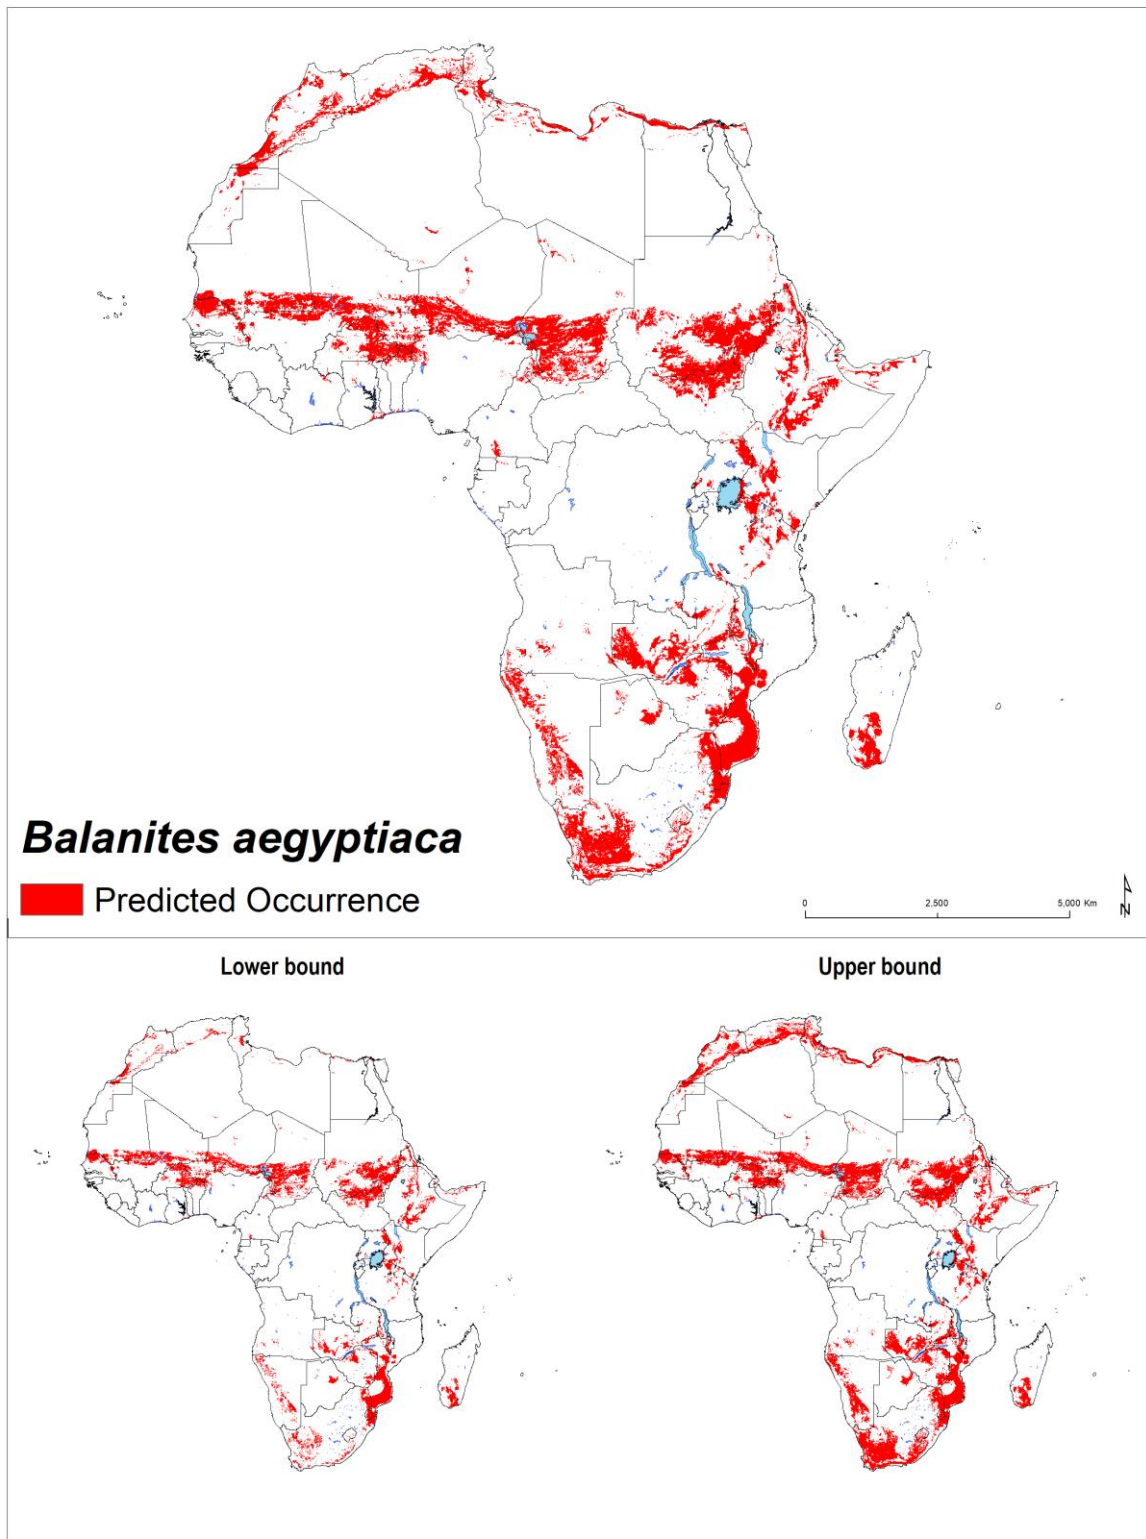 Balanites aegyptiaca
Predicted Occurrence
0 2,500 5,000 Km
N
Lower bound
Upper bound